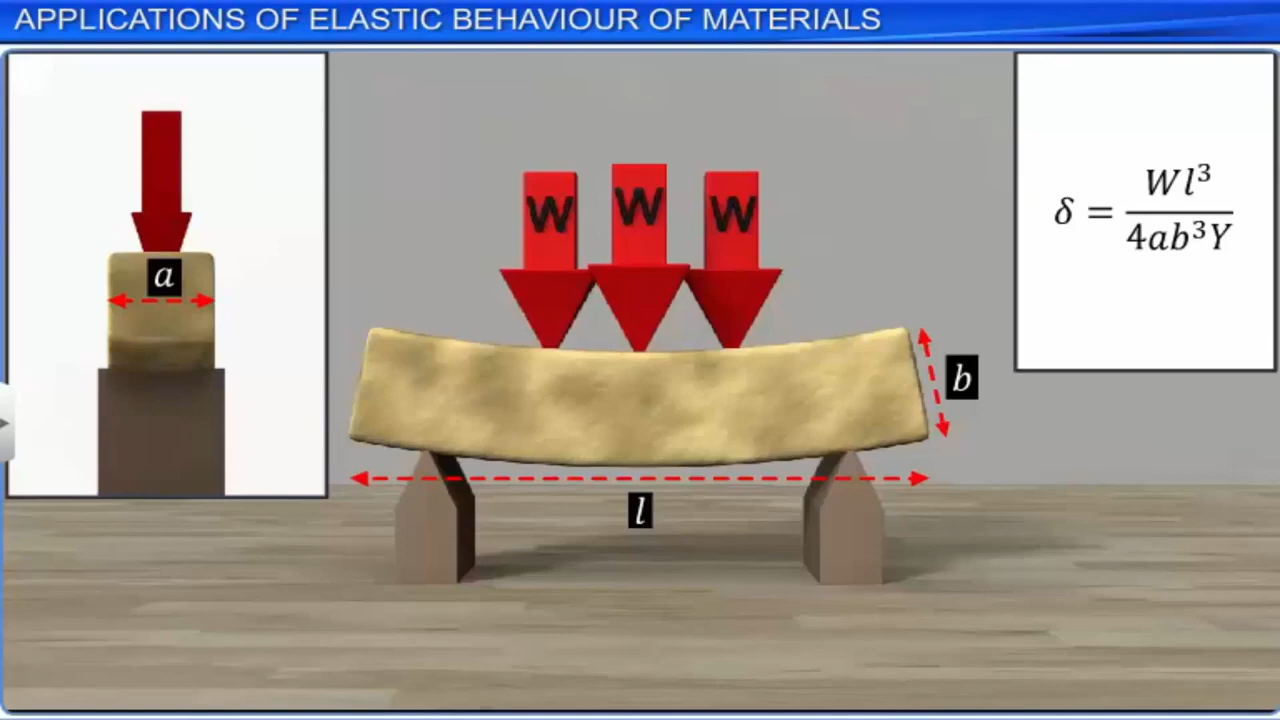 APPLICATIONS OF ELASTIC BEHAVIOUR OF MATERIALS
a
W W W
b
l
δ = Wl³ / 4ab³Y